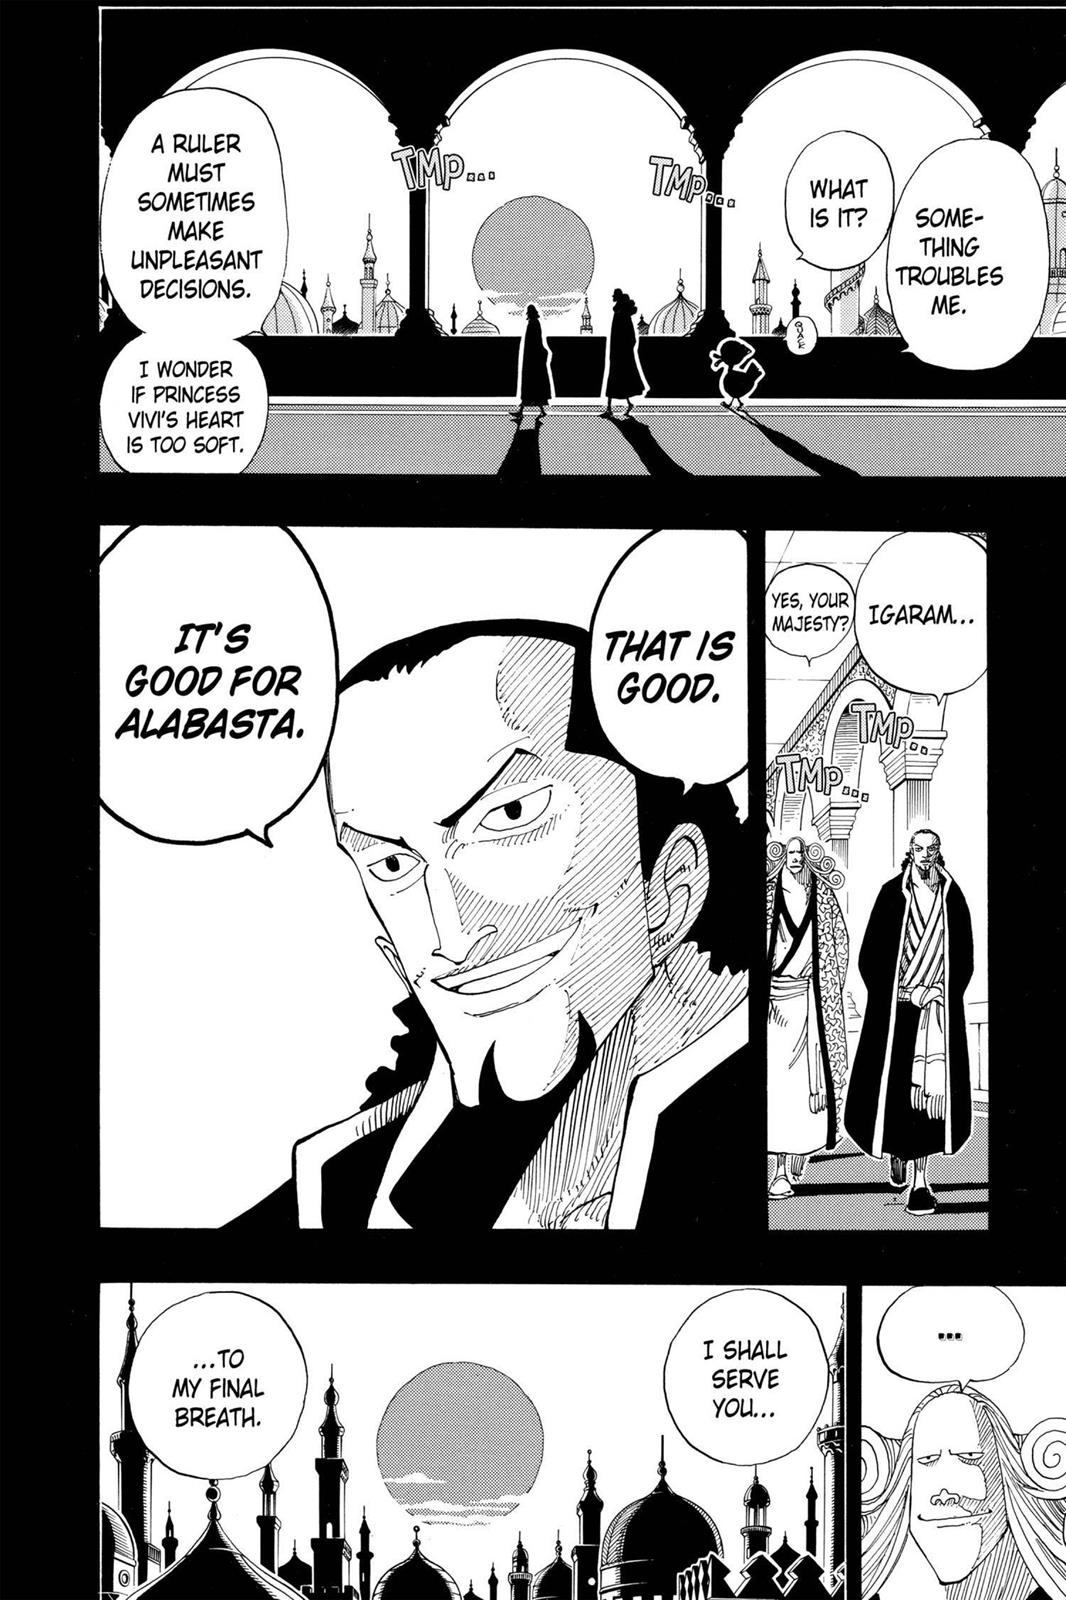 SOME-
THING
TROUBLES
ME.
WHAT
IS IT?
QUACK
TMP...
TMP...
A RULER
MUST
SOMETIMES
MAKE
UNPLEASANT
DECISIONS.
I WONDER
IF PRINCESS
VIVI'S HEART
IS TOO SOFT.
IGARAM...
YES, YOUR
MAJESTY?
TMP...
TMP...
THAT IS
GOOD.
IT'S
GOOD FOR
ALABASTA.
...
I SHALL
SERVE
YOU...
...TO
MY FINAL
BREATH.